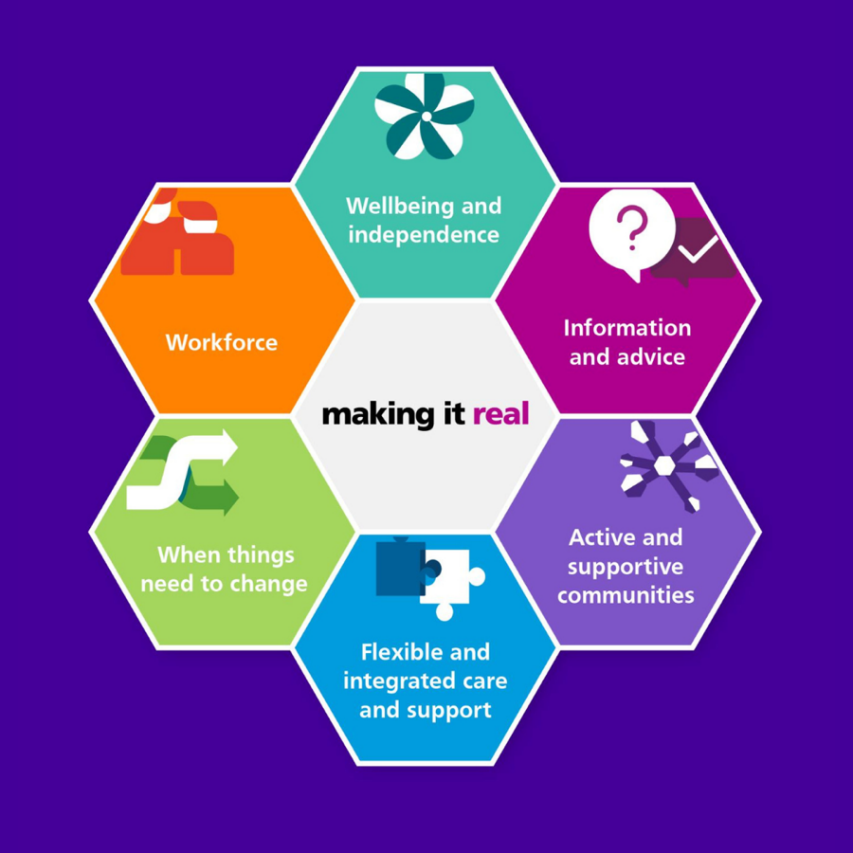 Wellbeing and
independence
Information
and advice
Active and
supportive
communities
Flexible and
integrated care
and support
When things
need to change
Workforce
making it real
?